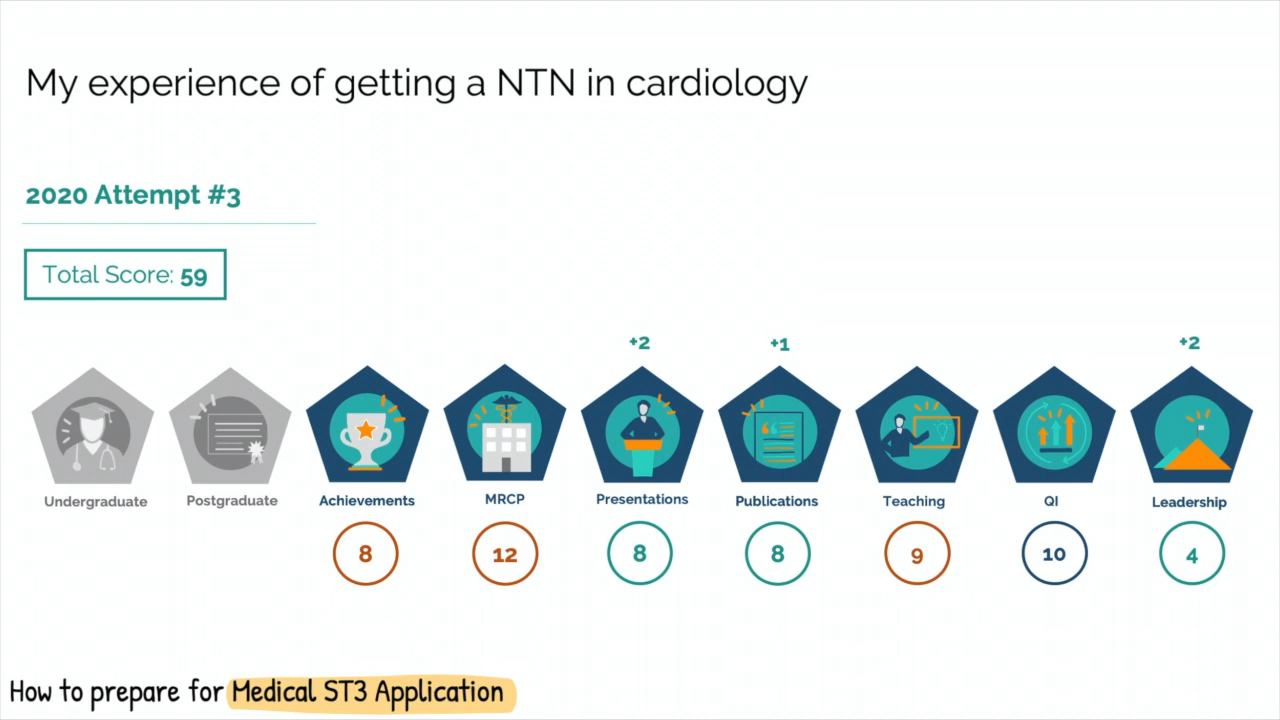 My experience of getting a NTN in cardiology
2020 Attempt #3
Total Score: 59
+2 +1 +2
Undergraduate Postgraduate Achievements MRCP Presentations Publications Teaching QI Leadership
8 12 8 8 9 10 4
How to prepare for Medical ST3 Application